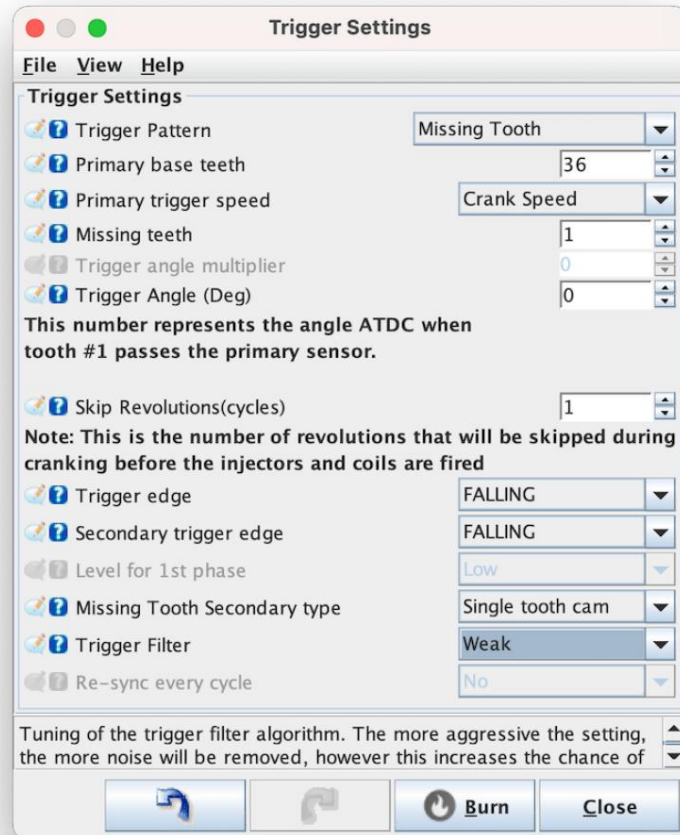 Trigger Settings
File View Help
Trigger Settings
Trigger Pattern Missing Tooth
Primary base teeth 36
Primary trigger speed Crank Speed
Missing teeth 1
Trigger angle multiplier 0
Trigger Angle (Deg) 0
This number represents the angle ATDC when
tooth #1 passes the primary sensor.
Skip Revolutions(cycles) 1
Note: This is the number of revolutions that will be skipped during
cranking before the injectors and coils are fired
Trigger edge FALLING
Secondary trigger edge FALLING
Level for 1st phase Low
Missing Tooth Secondary type Single tooth cam
Trigger Filter Weak
Re-sync every cycle No
Tuning of the trigger filter algorithm. The more aggressive the setting,
the more noise will be removed, however this increases the chance of
Burn Close